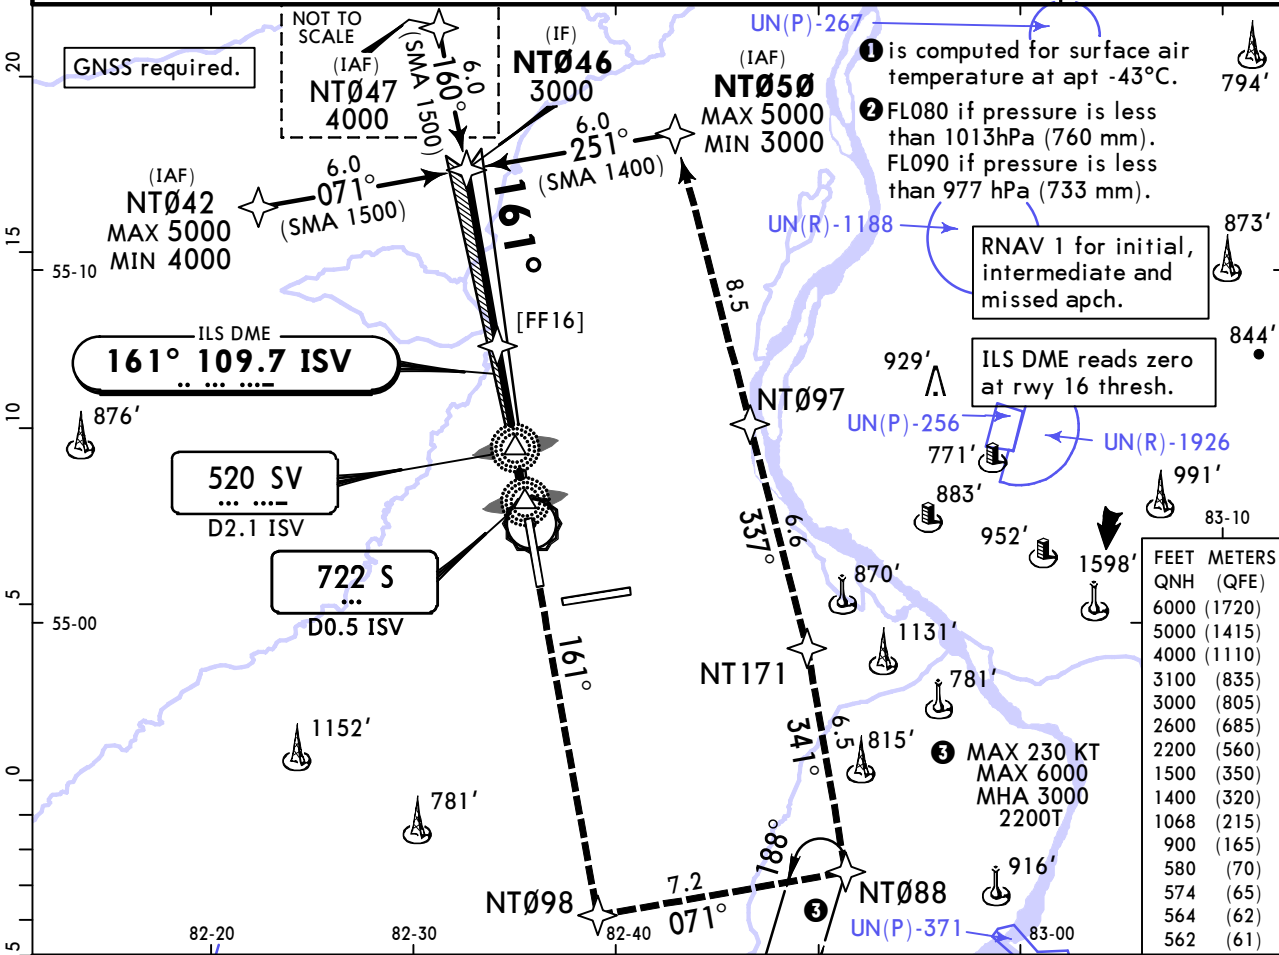 NOT TO
SCALE
(IAF)
NTØ47
4000
GNSS required.
6.0
160°
(SMA 1500)
(IF)
NTØ46
3000
(IAF)
NTØ50
MAX 5000
MIN 3000
6.0
251°
(SMA 1400)
(IAF)
NTØ42
MAX 5000
MIN 4000
6.0
071°
(SMA 1500)
161°
UN(P)-267
1 is computed for surface air
temperature at apt -43°C.
2 FL080 if pressure is less
than 1013hPa (760 mm).
FL090 if pressure is less
than 977 hPa (733 mm).
794'
UN(R)-1188
873'
RNAV 1 for initial,
intermediate and
missed apch.
844'
ILS DME reads zero
at rwy 16 thresh.
929'
UN(P)-256
UN(R)-1926
771'
883'
952'
991'
1598'
83-10
20
15
10
5
0
5
55-10
55-00
[FF16]
ILS DME
161° 109.7 ISV
876'
520 SV
D2.1 ISV
722 S
D0.5 ISV
8.5
NTØ97
6.6
337°
870'
1131'
NT171
781'
6.5
341°
815'
161°
1152'
781'
3 MAX 230 KT
MAX 6000
MHA 3000
2200T
188°
916'
NTØ98
7.2
071°
NTØ88
3
UN(P)-371
82-20
82-30
82-40
83-00
FEET METERS
QNH (QFE)
6000 (1720)
5000 (1415)
4000 (1110)
3100 (835)
3000 (805)
2600 (685)
2200 (560)
1500 (350)
1400 (320)
1068 (215)
900 (165)
580 (70)
574 (65)
564 (62)
562 (61)